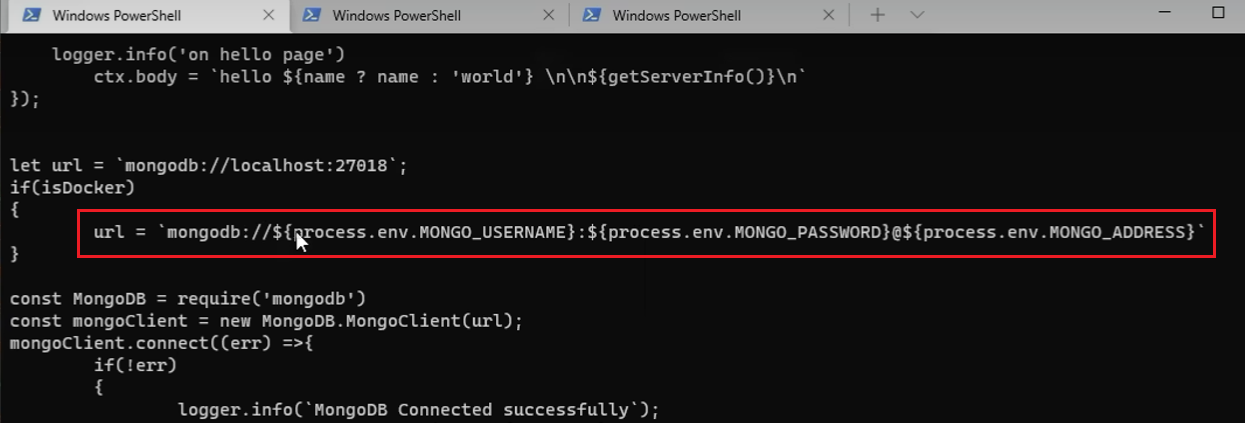 Windows PowerShell
Windows PowerShell
Windows PowerShell
logger.info('on hello page')
ctx.body = `hello ${name ? name : 'world'} \n\n${getServerInfo()}\n`
});
let url = `mongodb://localhost:27018`;
if(isDocker)
{
url = `mongodb://${process.env.MONGO_USERNAME}:${process.env.MONGO_PASSWORD}@${process.env.MONGO_ADDRESS}`
}
const MongoDB = require('mongodb')
const mongoClient = new MongoDB.MongoClient(url);
mongoClient.connect((err) =>{
if(!err)
{
logger.info(`MongoDB Connected successfully`);